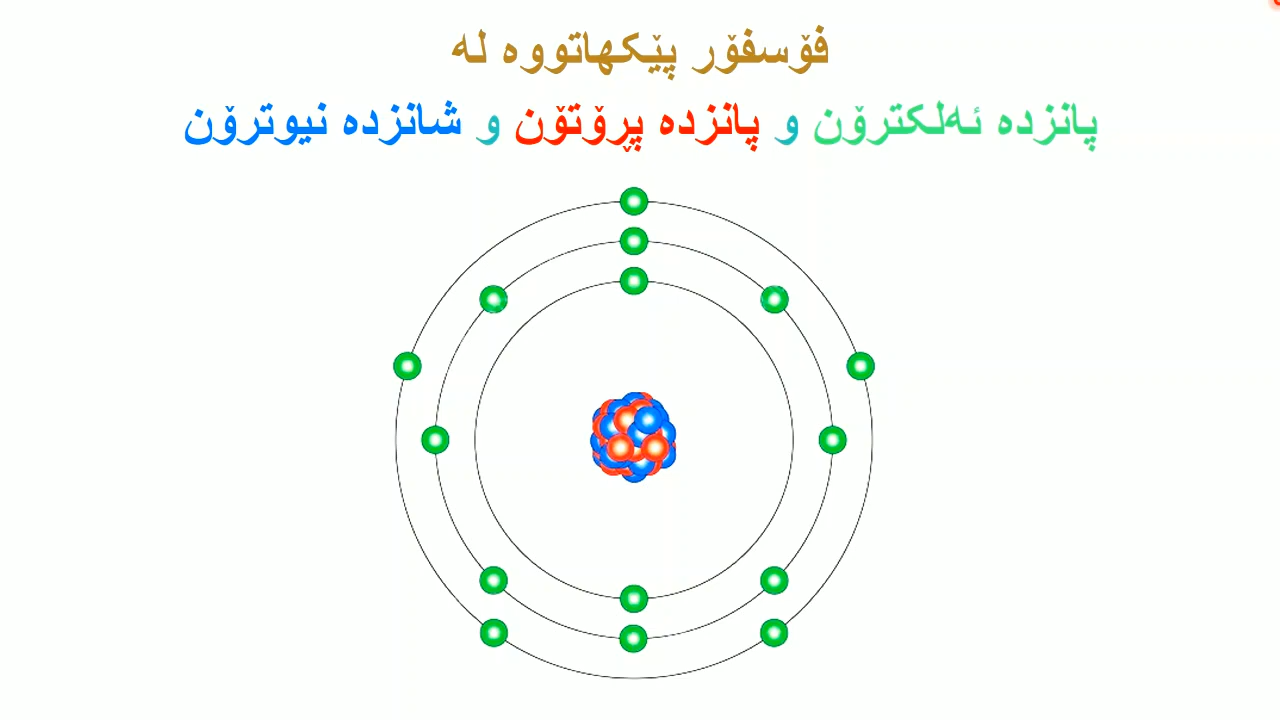 فۆسفۆر پێکهاتووە لە
پانزدە ئەلکترۆن و پانزدە پڕۆتۆن و شانزدە نیوترۆن